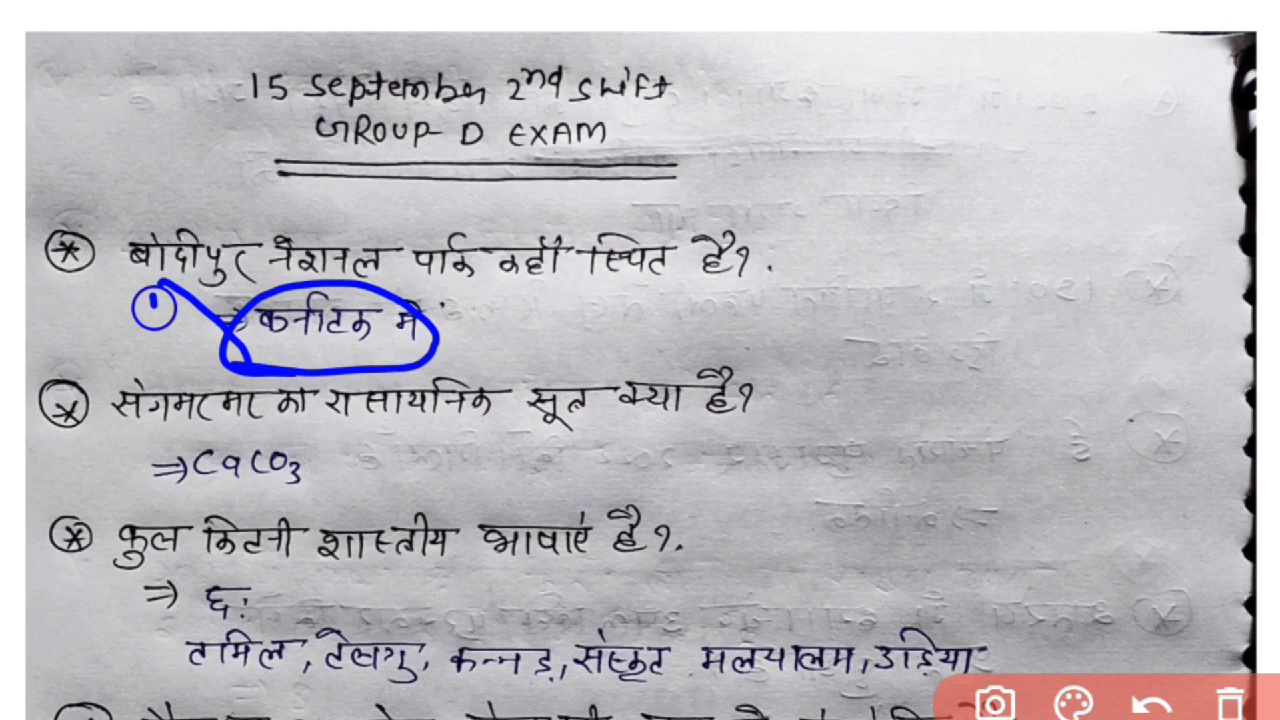 15 September 2nd shift
GROUP D EXAM
बांदीपुर नेशनल पार्क कहाँ स्थित है?
① ⇒ कर्नाटक में
संगमरमर का रासायनिक सूत्र क्या है?
⇒ CaCO3
कुल कितनी शास्त्रीय भाषाएं है?
⇒ छः
तमिल, तेलगु, कन्नड़, संस्कृत मलयालम, उड़िया